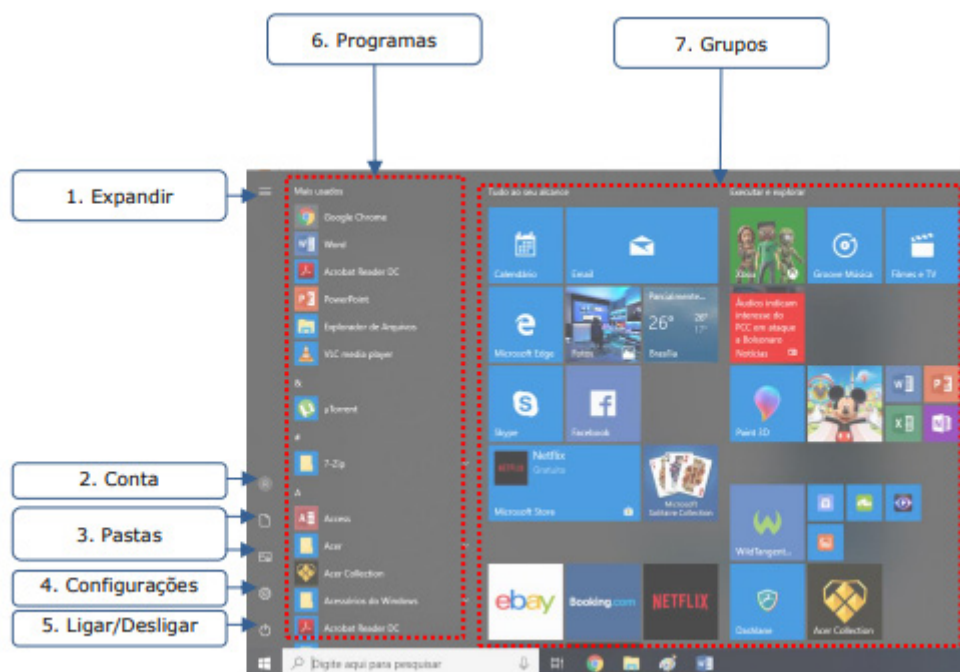 6. Programas
7. Grupos
1. Expandir
2. Conta
3. Pastas
4. Configurações
5. Ligar/Desligar
Mais usados
Google Chrome
Word
Acrobat Reader DC
PowerPoint
Explorador de Arquivos
VLC media player
&
µTorrent
#
7-Zip
A
Access
Acer
Acer Collection
Acessórios do Windows
Acrobat Reader DC
Tudo ao seu alcance
Calendário
Email
Microsoft Edge
Fotos
Parcialmente...
26°
28°
17°
Brasília
Skype
Facebook
Netflix
Gratuito
Microsoft Store
Microsoft
Solitaire Collection
ebay
Booking.com
NETFLIX
Executar e explorar
Xbox
Groove Música
Filmes e TV
Áudios indicam
interesse do
PCC em ataque
a Bolsonaro
Notícias
Paint 3D
WildTangent...
Dashlane
Acer Collection
Digite aqui para pesquisar